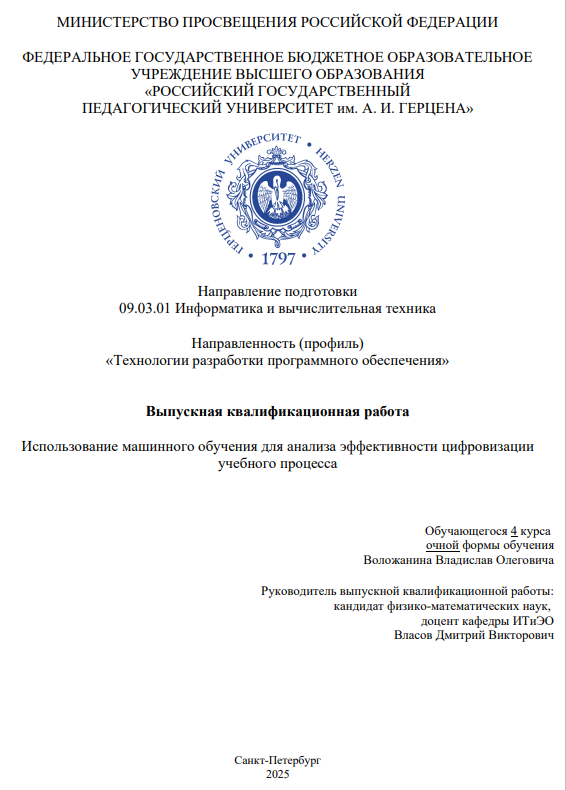 МИНИСТЕРСТВО ПРОСВЕЩЕНИЯ РОССИЙСКОЙ ФЕДЕРАЦИИ
ФЕДЕРАЛЬНОЕ ГОСУДАРСТВЕННОЕ БЮДЖЕТНОЕ ОБРАЗОВАТЕЛЬНОЕ
УЧРЕЖДЕНИЕ ВЫСШЕГО ОБРАЗОВАНИЯ
«РОССИЙСКИЙ ГОСУДАРСТВЕННЫЙ
ПЕДАГОГИЧЕСКИЙ УНИВЕРСИТЕТ им. А. И. ГЕРЦЕНА»
ГЕРЦЕНОВСКИЙ УНИВЕРСИТЕТ • HERZEN UNIVERSITY
• 1797 •
Направление подготовки
09.03.01 Информатика и вычислительная техника
Направленность (профиль)
«Технологии разработки программного обеспечения»
Выпускная квалификационная работа
Использование машинного обучения для анализа эффективности цифровизации
учебного процесса
Обучающегося 4 курса
очной формы обучения
Воложанина Владислав Олеговича
Руководитель выпускной квалификационной работы:
кандидат физико-математических наук,
доцент кафедры ИТиЭО
Власов Дмитрий Викторович
Санкт-Петербург
2025